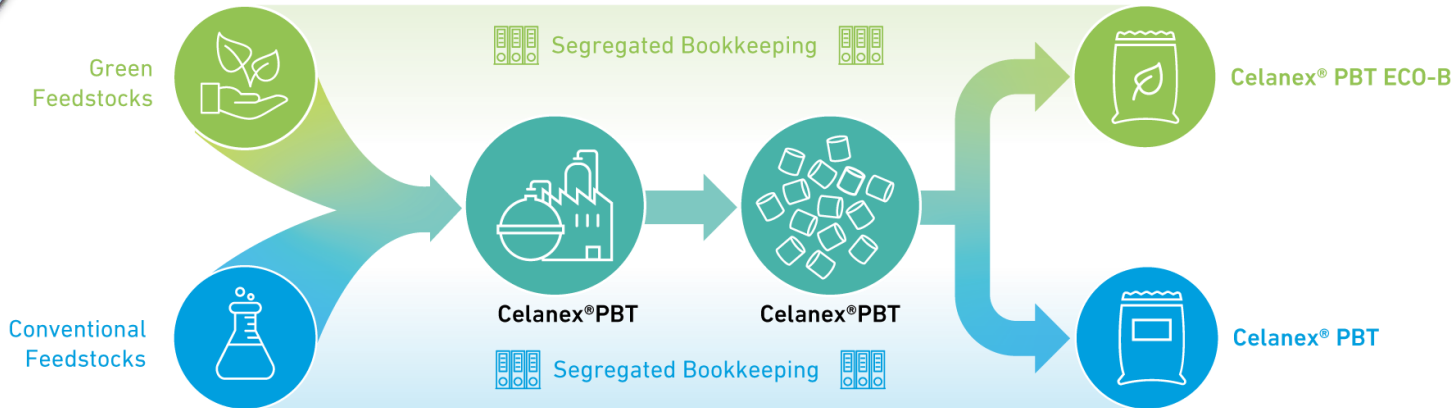 Segregated Bookkeeping
Green
Feedstocks
Celanex® PBT ECO-B
Celanex®PBT
Celanex®PBT
Conventional
Feedstocks
Celanex® PBT
Segregated Bookkeeping